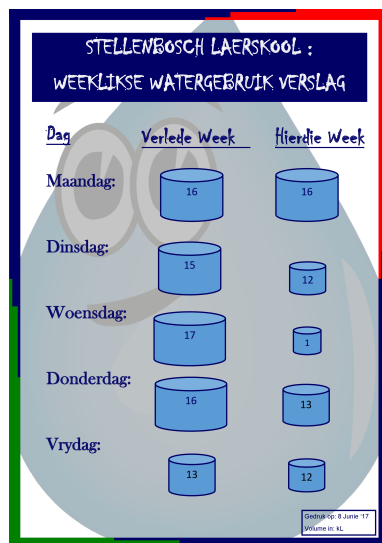 STELLENBOSCH LAERSKOOL :
WEEKLIKSE WATERGEBRUIK VERSLAG
Dag Verlede Week Hierdie Week
Maandag: 16 16
Dinsdag: 15 12
Woensdag: 17 1
Donderdag: 16 13
Vrydag: 13 12
Gedruk op: 8 Junie '17
Volume in: kL